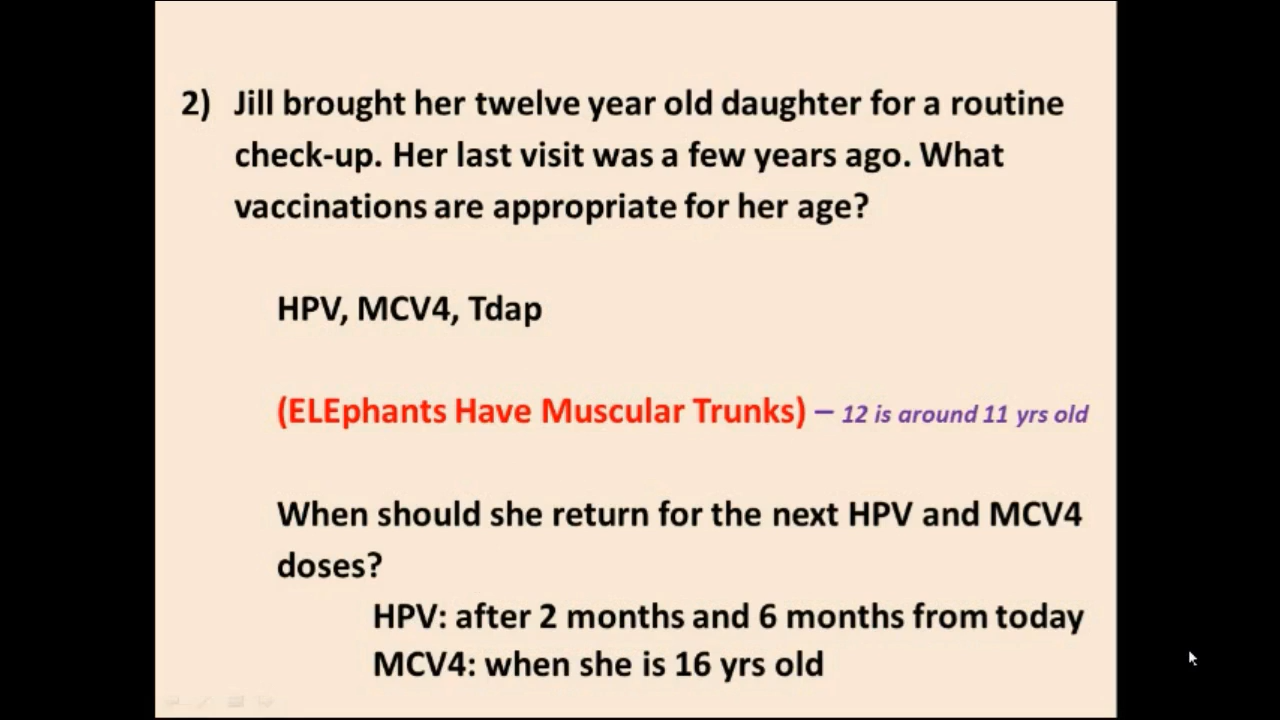 2) Jill brought her twelve year old daughter for a routine
check-up. Her last visit was a few years ago. What
vaccinations are appropriate for her age?
HPV, MCV4, Tdap
(ELEphants Have Muscular Trunks) – 12 is around 11 yrs old
When should she return for the next HPV and MCV4
doses?
HPV: after 2 months and 6 months from today
MCV4: when she is 16 yrs old